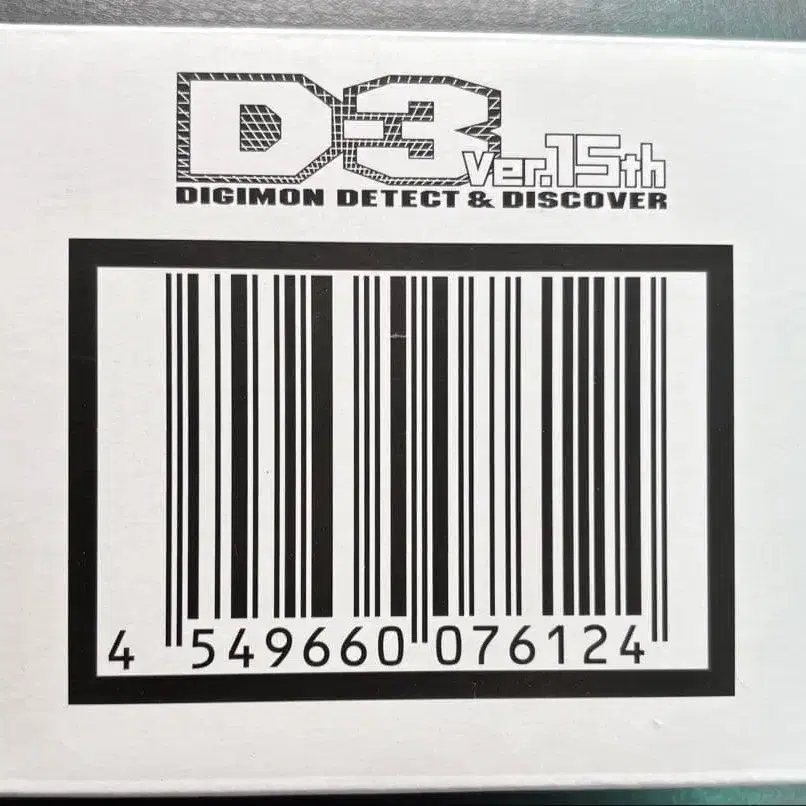 D-3 Ver.15th
DIGIMON DETECT & DISCOVER
4 549660 076124